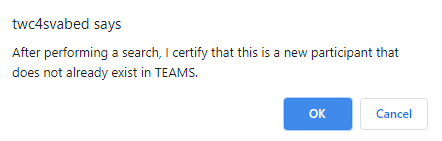 twc4svabed says
After performing a search, I certify that this is a new participant that
does not already exist in TEAMS.
OK
Cancel